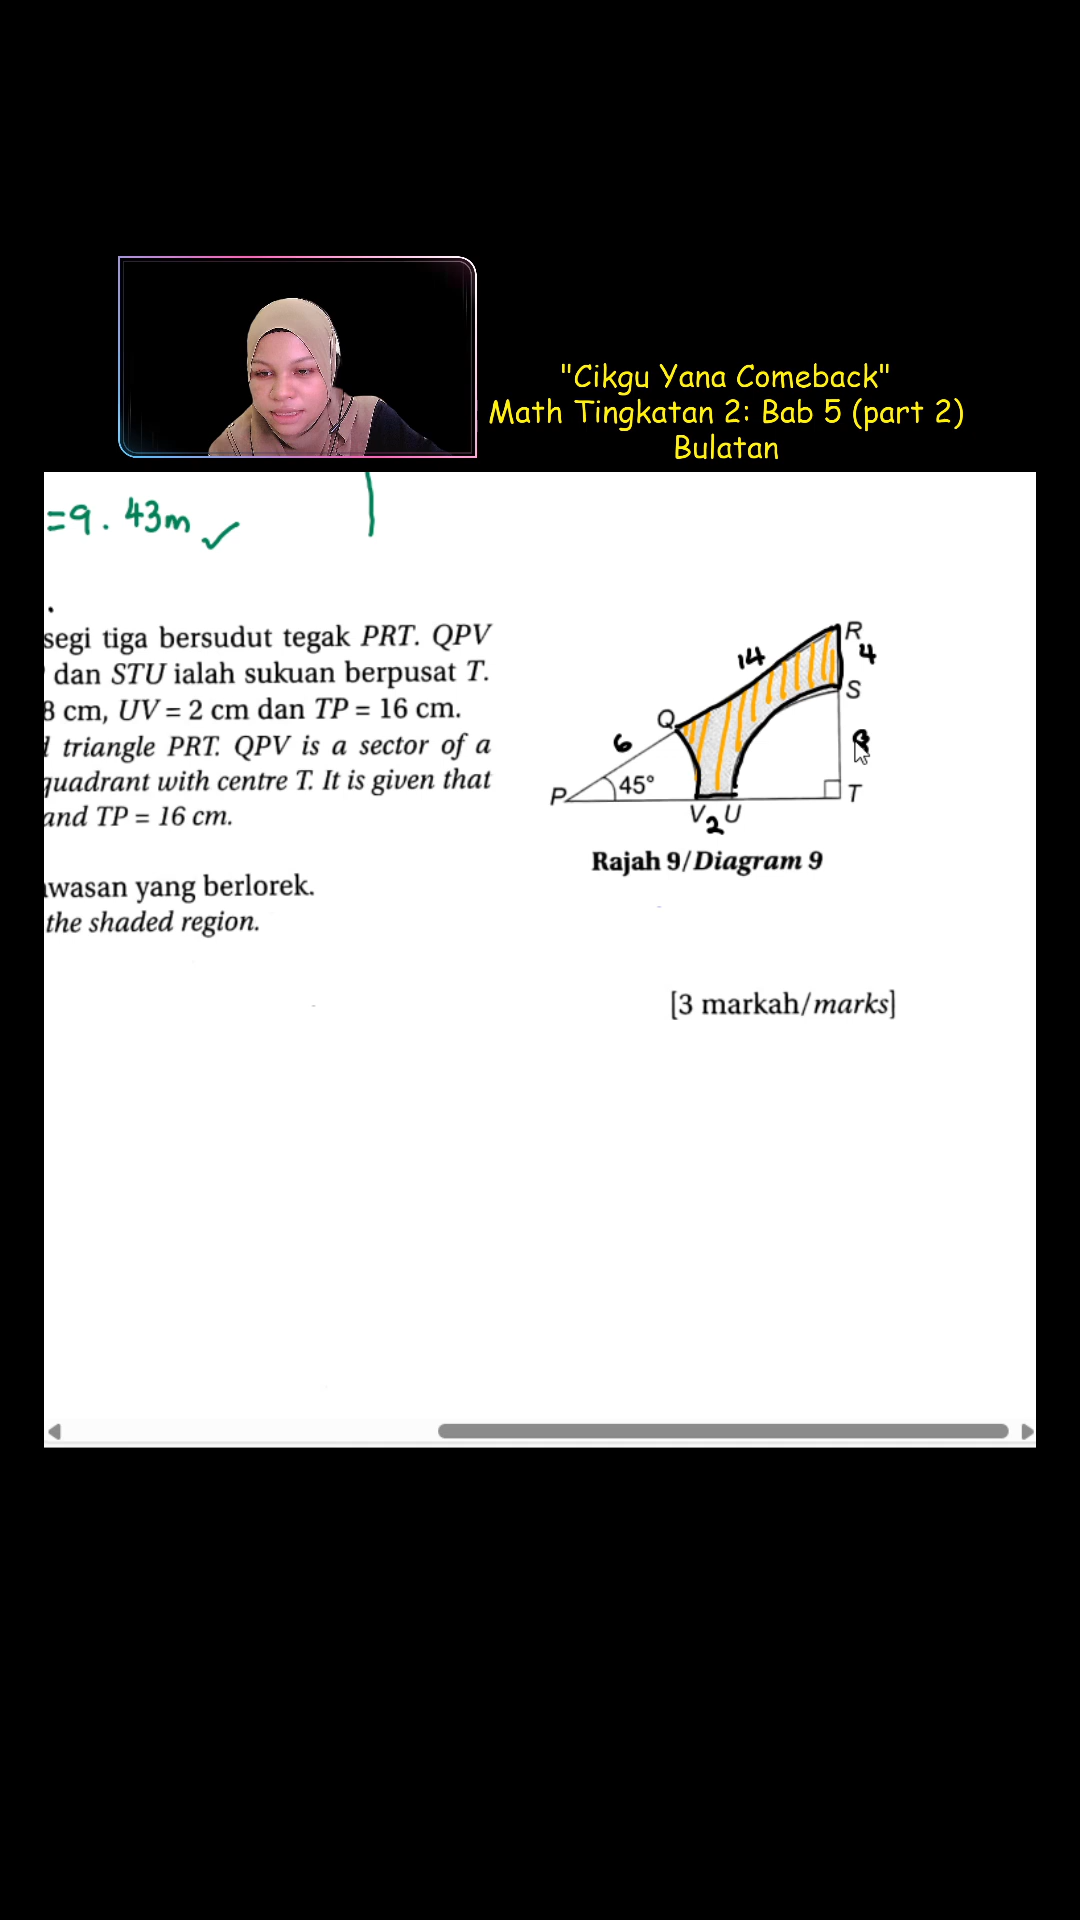 "Cikgu Yana Comeback"
Math Tingkatan 2: Bab 5 (part 2)
Bulatan
=9.43m ✓
segi tiga bersudut tegak PRT. QPV
dan STU ialah sukuan berpusat T.
8 cm, UV = 2 cm dan TP = 16 cm.
triangle PRT. QPV is a sector of a
quadrant with centre T. It is given that
and TP = 16 cm.
wasan yang berlorek.
the shaded region.
R
14
4
S
Q
6
8
P
45°
T
V
2
U
Rajah 9/Diagram 9
[3 markah/marks]